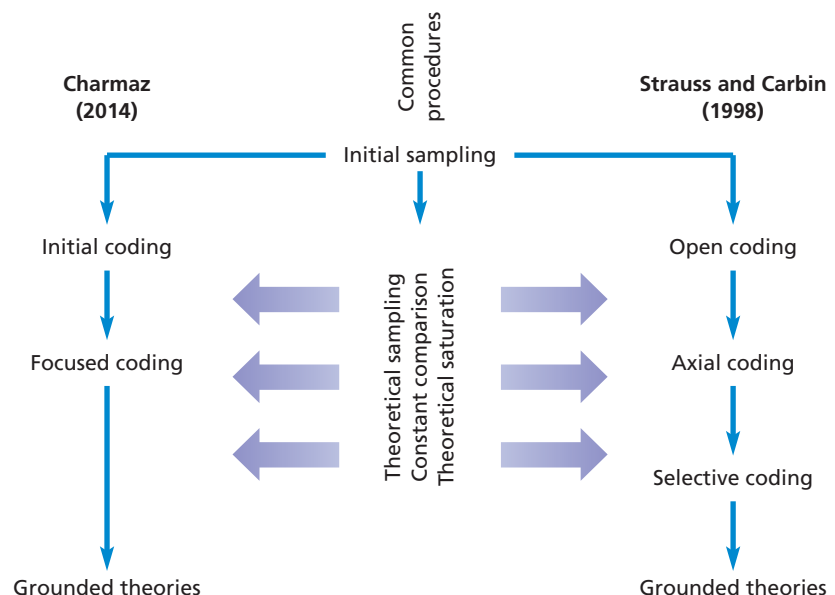 Charmaz
(2014)
Common
procedures
Strauss and Carbin
(1998)
Initial sampling
Initial coding
Open coding
Theoretical sampling
Constant comparison
Theoretical saturation
Focused coding
Axial coding
Selective coding
Grounded theories
Grounded theories